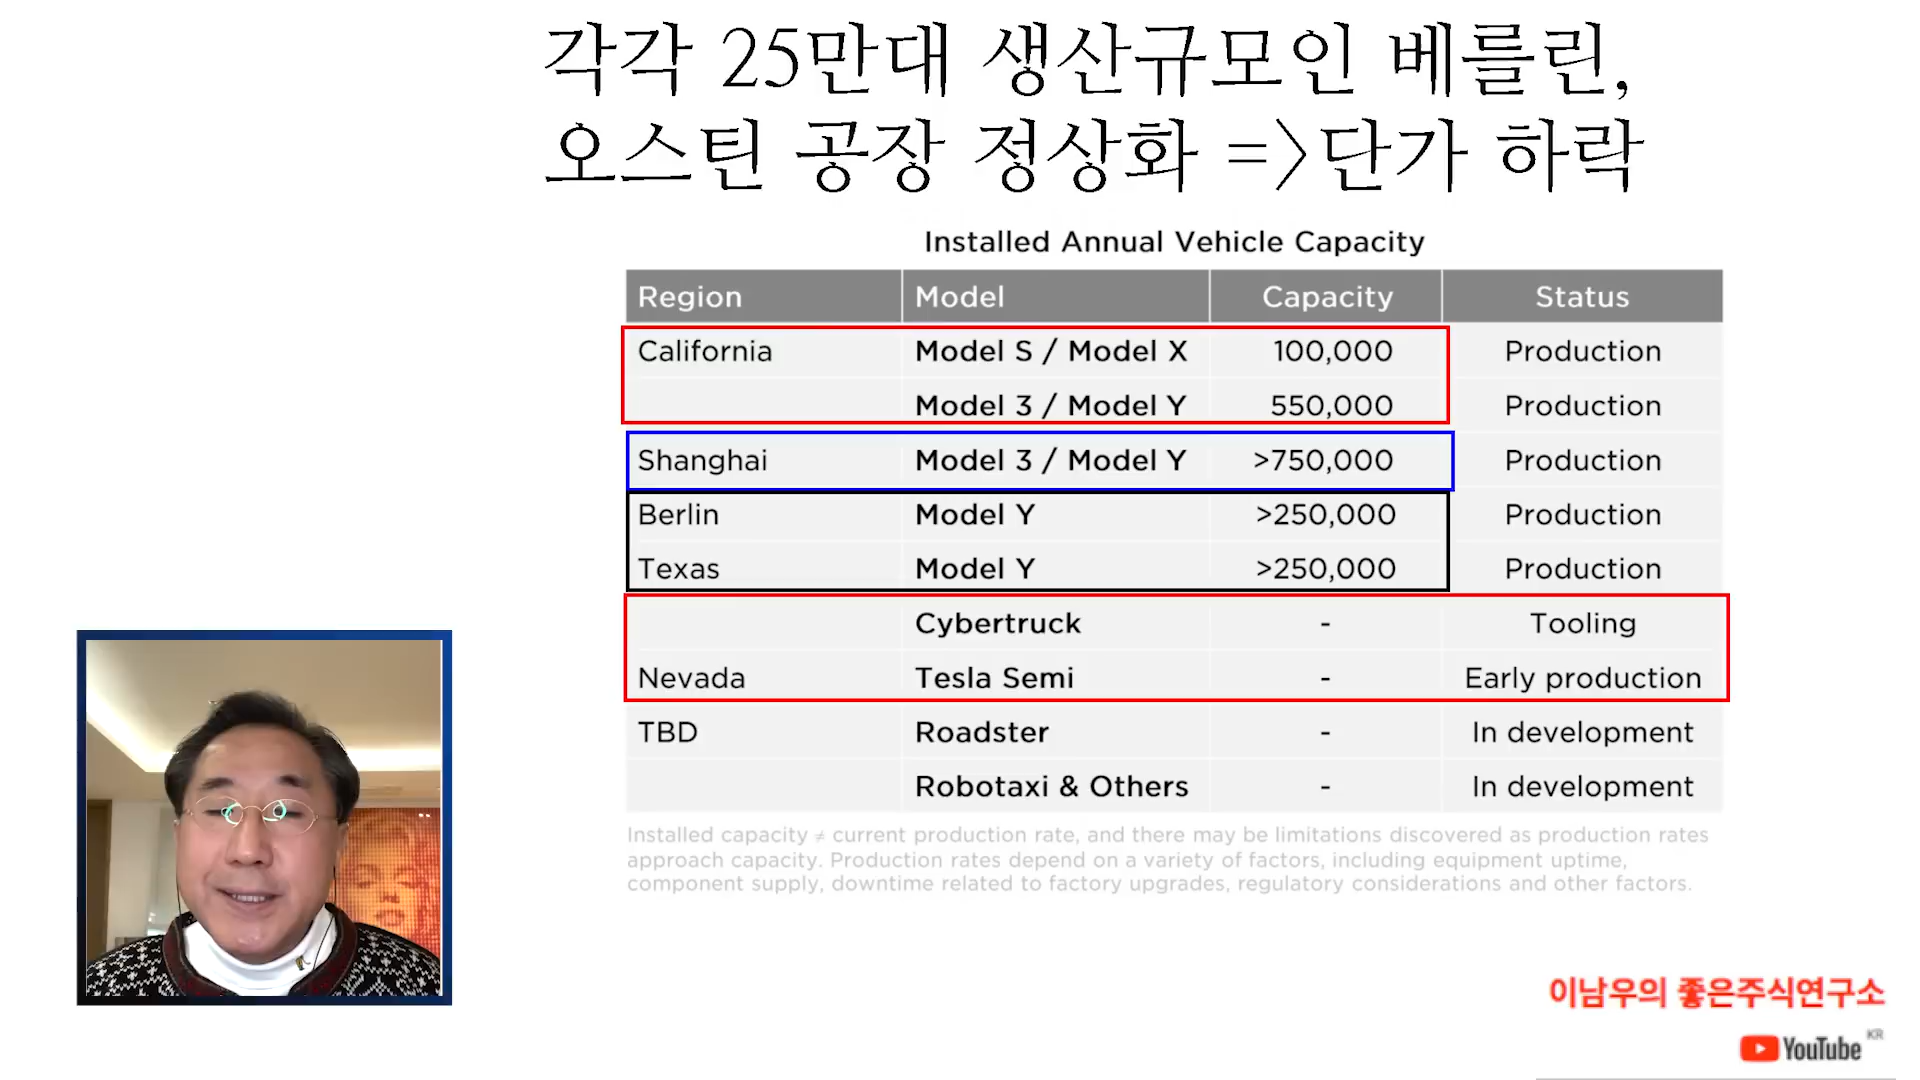 각각 25만대 생산규모인 베를린,
오스틴 공장 정상화 =>단가 하락
Installed Annual Vehicle Capacity
Region Model Capacity Status
California Model S / Model X 100,000 Production
Model 3 / Model Y 550,000 Production
Shanghai Model 3 / Model Y >750,000 Production
Berlin Model Y >250,000 Production
Texas Model Y >250,000 Production
Cybertruck - Tooling
Nevada Tesla Semi - Early production
TBD Roadster - In development
Robotaxi & Others - In development
Installed capacity ≠ current production rate, and there may be limitations discovered as production rates
approach capacity. Production rates depend on a variety of factors, including equipment uptime,
component supply, downtime related to factory upgrades, regulatory considerations and other factors.
이남우의 좋은주식연구소
YouTube KR